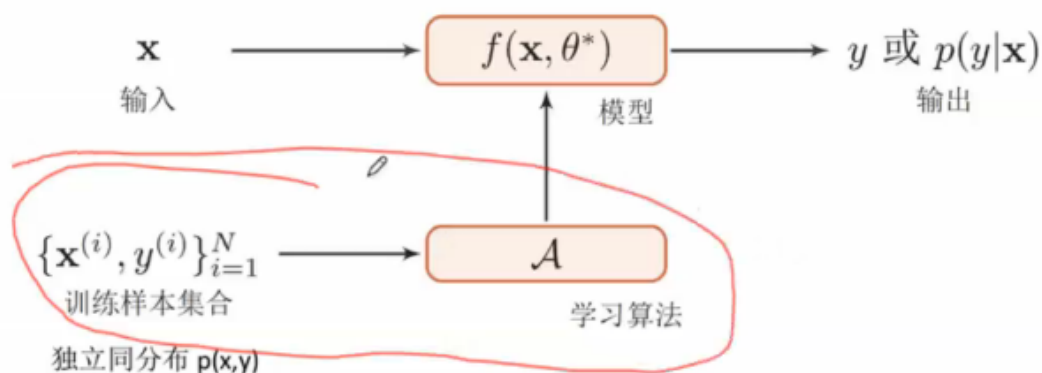 x f(x, θ*) y 或 p(y|x)
输入 模型 输出
{x^(i), y^(i)}_{i=1}^N A
训练样本集合 学习算法
独立同分布 p(x,y)